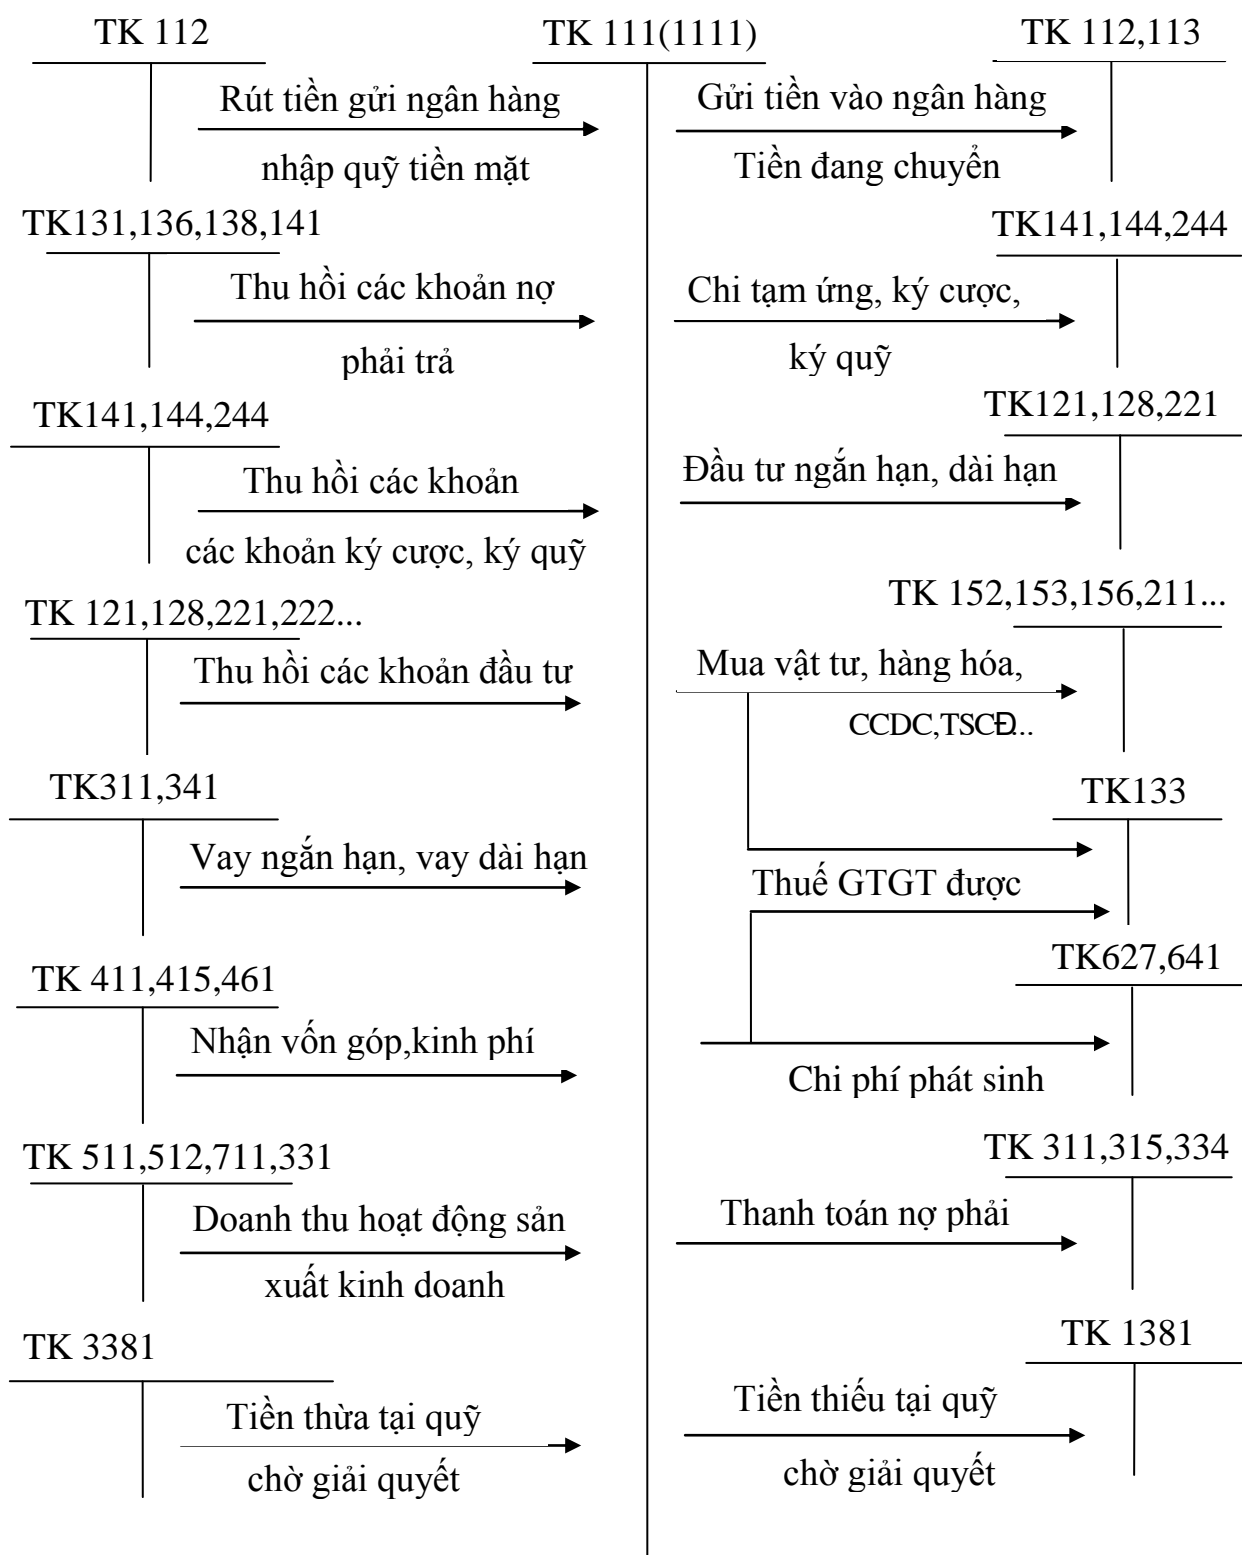 TK 112
TK 111(1111)
TK 112,113
Rút tiền gửi ngân hàng
nhập quỹ tiền mặt
Gửi tiền vào ngân hàng
Tiền đang chuyển
TK131,136,138,141
TK141,144,244
Thu hồi các khoản nợ
phải trả
Chi tạm ứng, ký cược,
ký quỹ
TK141,144,244
TK121,128,221
Thu hồi các khoản
các khoản ký cược, ký quỹ
Đầu tư ngắn hạn, dài hạn
TK 121,128,221,222...
TK 152,153,156,211...
Thu hồi các khoản đầu tư
Mua vật tư, hàng hóa,
CCDC,TSCĐ...
TK311,341
TK133
Vay ngắn hạn, vay dài hạn
Thuế GTGT được
TK 411,415,461
TK627,641
Nhận vốn góp,kinh phí
Chi phí phát sinh
TK 511,512,711,331
TK 311,315,334
Doanh thu hoạt động sản
xuất kinh doanh
Thanh toán nợ phải
TK 3381
TK 1381
Tiền thừa tại quỹ
chờ giải quyết
Tiền thiếu tại quỹ
chờ giải quyết